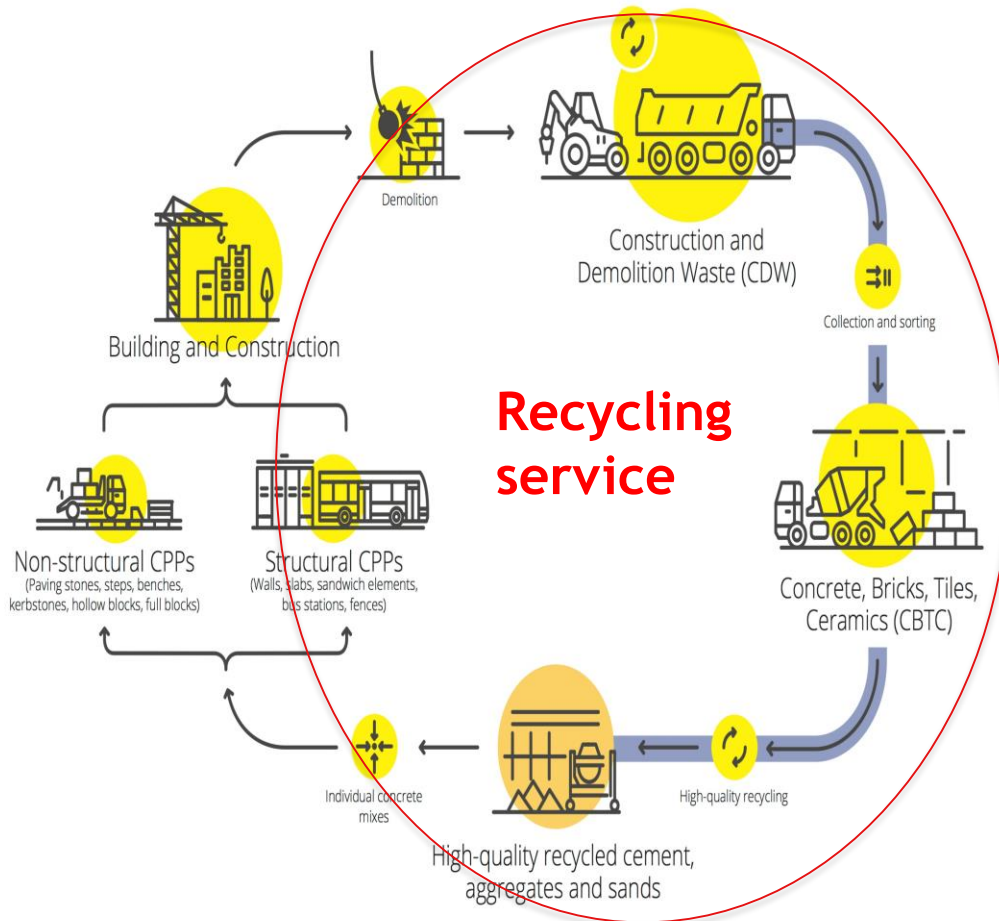 Demolition
Construction and
Demolition Waste (CDW)
Collection and sorting
Building and Construction
Recycling
service
Non-structural CPPs
(Paving stones, steps, benches,
kerbstones, hollow blocks, full blocks)
Structural CPPs
(Walls, slabs, sandwich elements,
bus stations, fences)
Concrete, Bricks, Tiles,
Ceramics (CBTC)
Individual concrete
mixes
High-quality recycling
High-quality recycled cement,
aggregates and sands